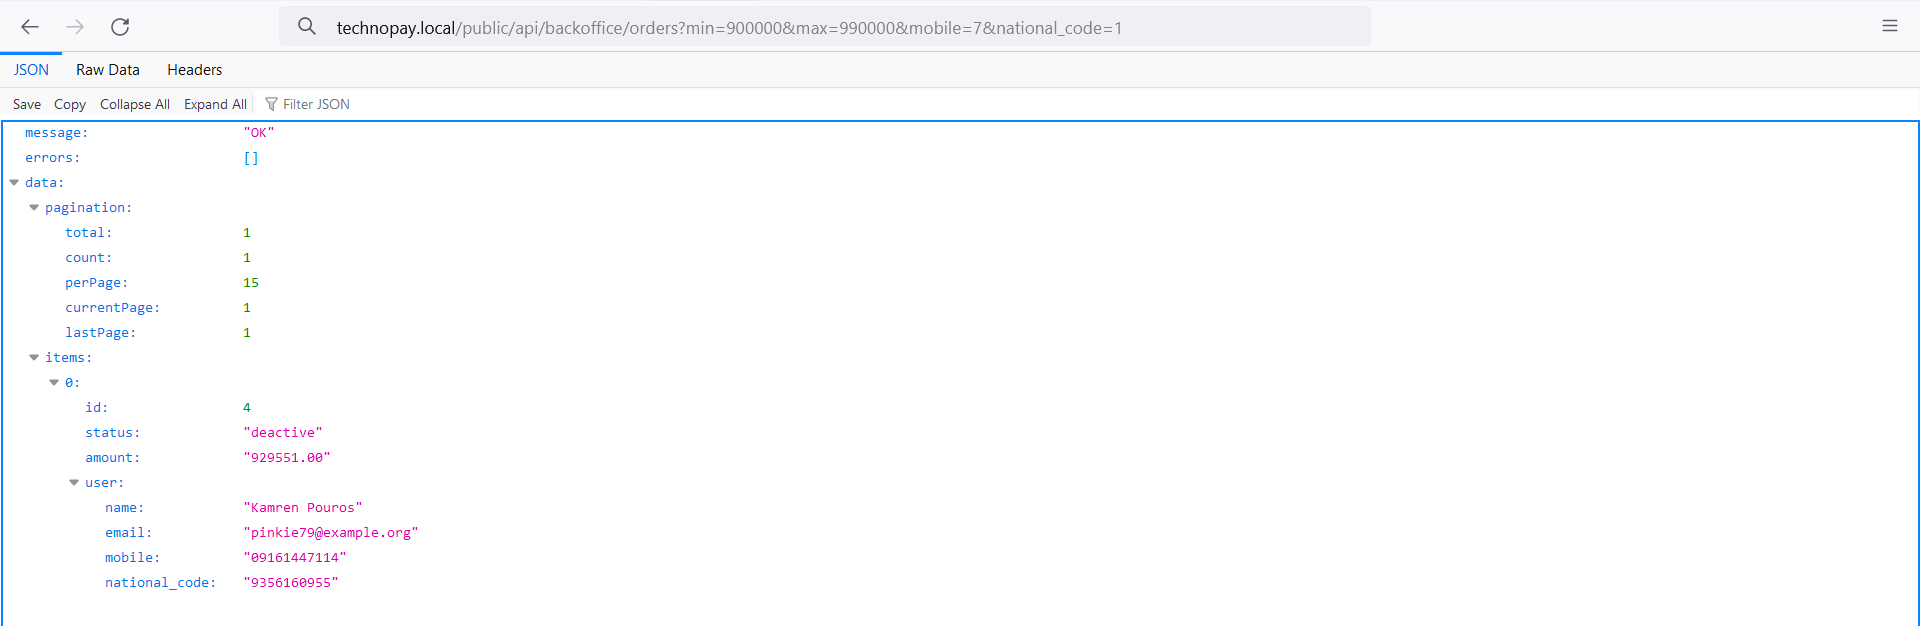 technopay.local/public/api/backoffice/orders?min=900000&max=990000&mobile=7&national_code=1
JSON Raw Data Headers
Save Copy Collapse All Expand All Filter JSON
message: "OK"
errors: []
data:
pagination:
total: 1
count: 1
perPage: 15
currentPage: 1
lastPage: 1
items:
0:
id: 4
status: "deactive"
amount: "929551.00"
user:
name: "Kamren Pouros"
email: "pinkie79@example.org"
mobile: "09161447114"
national_code: "9356160955"